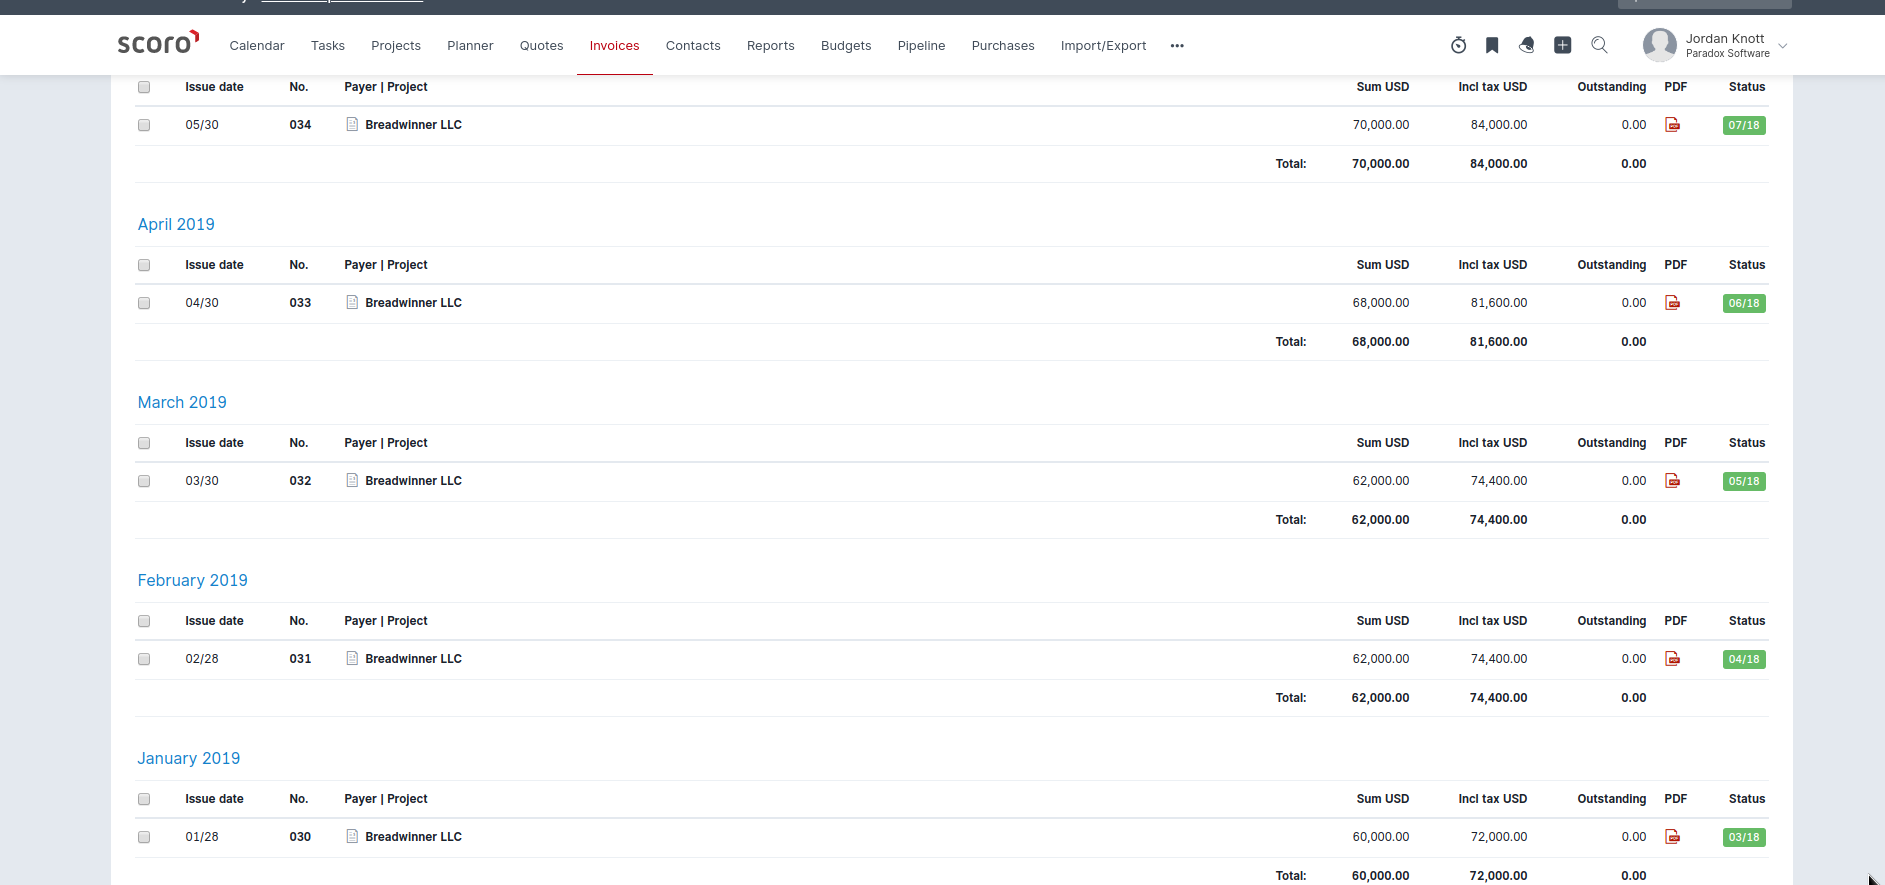 scoro Calendar Tasks Projects Planner Quotes Invoices Contacts Reports Budgets Pipeline Purchases Import/Export ••• Jordan Knott
Paradox Software
Issue date No. Payer | Project Sum USD Incl tax USD Outstanding PDF Status
05/30 034 Breadwinner LLC 70,000.00 84,000.00 0.00 07/18
Total: 70,000.00 84,000.00 0.00
April 2019
Issue date No. Payer | Project Sum USD Incl tax USD Outstanding PDF Status
04/30 033 Breadwinner LLC 68,000.00 81,600.00 0.00 06/18
Total: 68,000.00 81,600.00 0.00
March 2019
Issue date No. Payer | Project Sum USD Incl tax USD Outstanding PDF Status
03/30 032 Breadwinner LLC 62,000.00 74,400.00 0.00 05/18
Total: 62,000.00 74,400.00 0.00
February 2019
Issue date No. Payer | Project Sum USD Incl tax USD Outstanding PDF Status
02/28 031 Breadwinner LLC 62,000.00 74,400.00 0.00 04/18
Total: 62,000.00 74,400.00 0.00
January 2019
Issue date No. Payer | Project Sum USD Incl tax USD Outstanding PDF Status
01/28 030 Breadwinner LLC 60,000.00 72,000.00 0.00 03/18
Total: 60,000.00 72,000.00 0.00